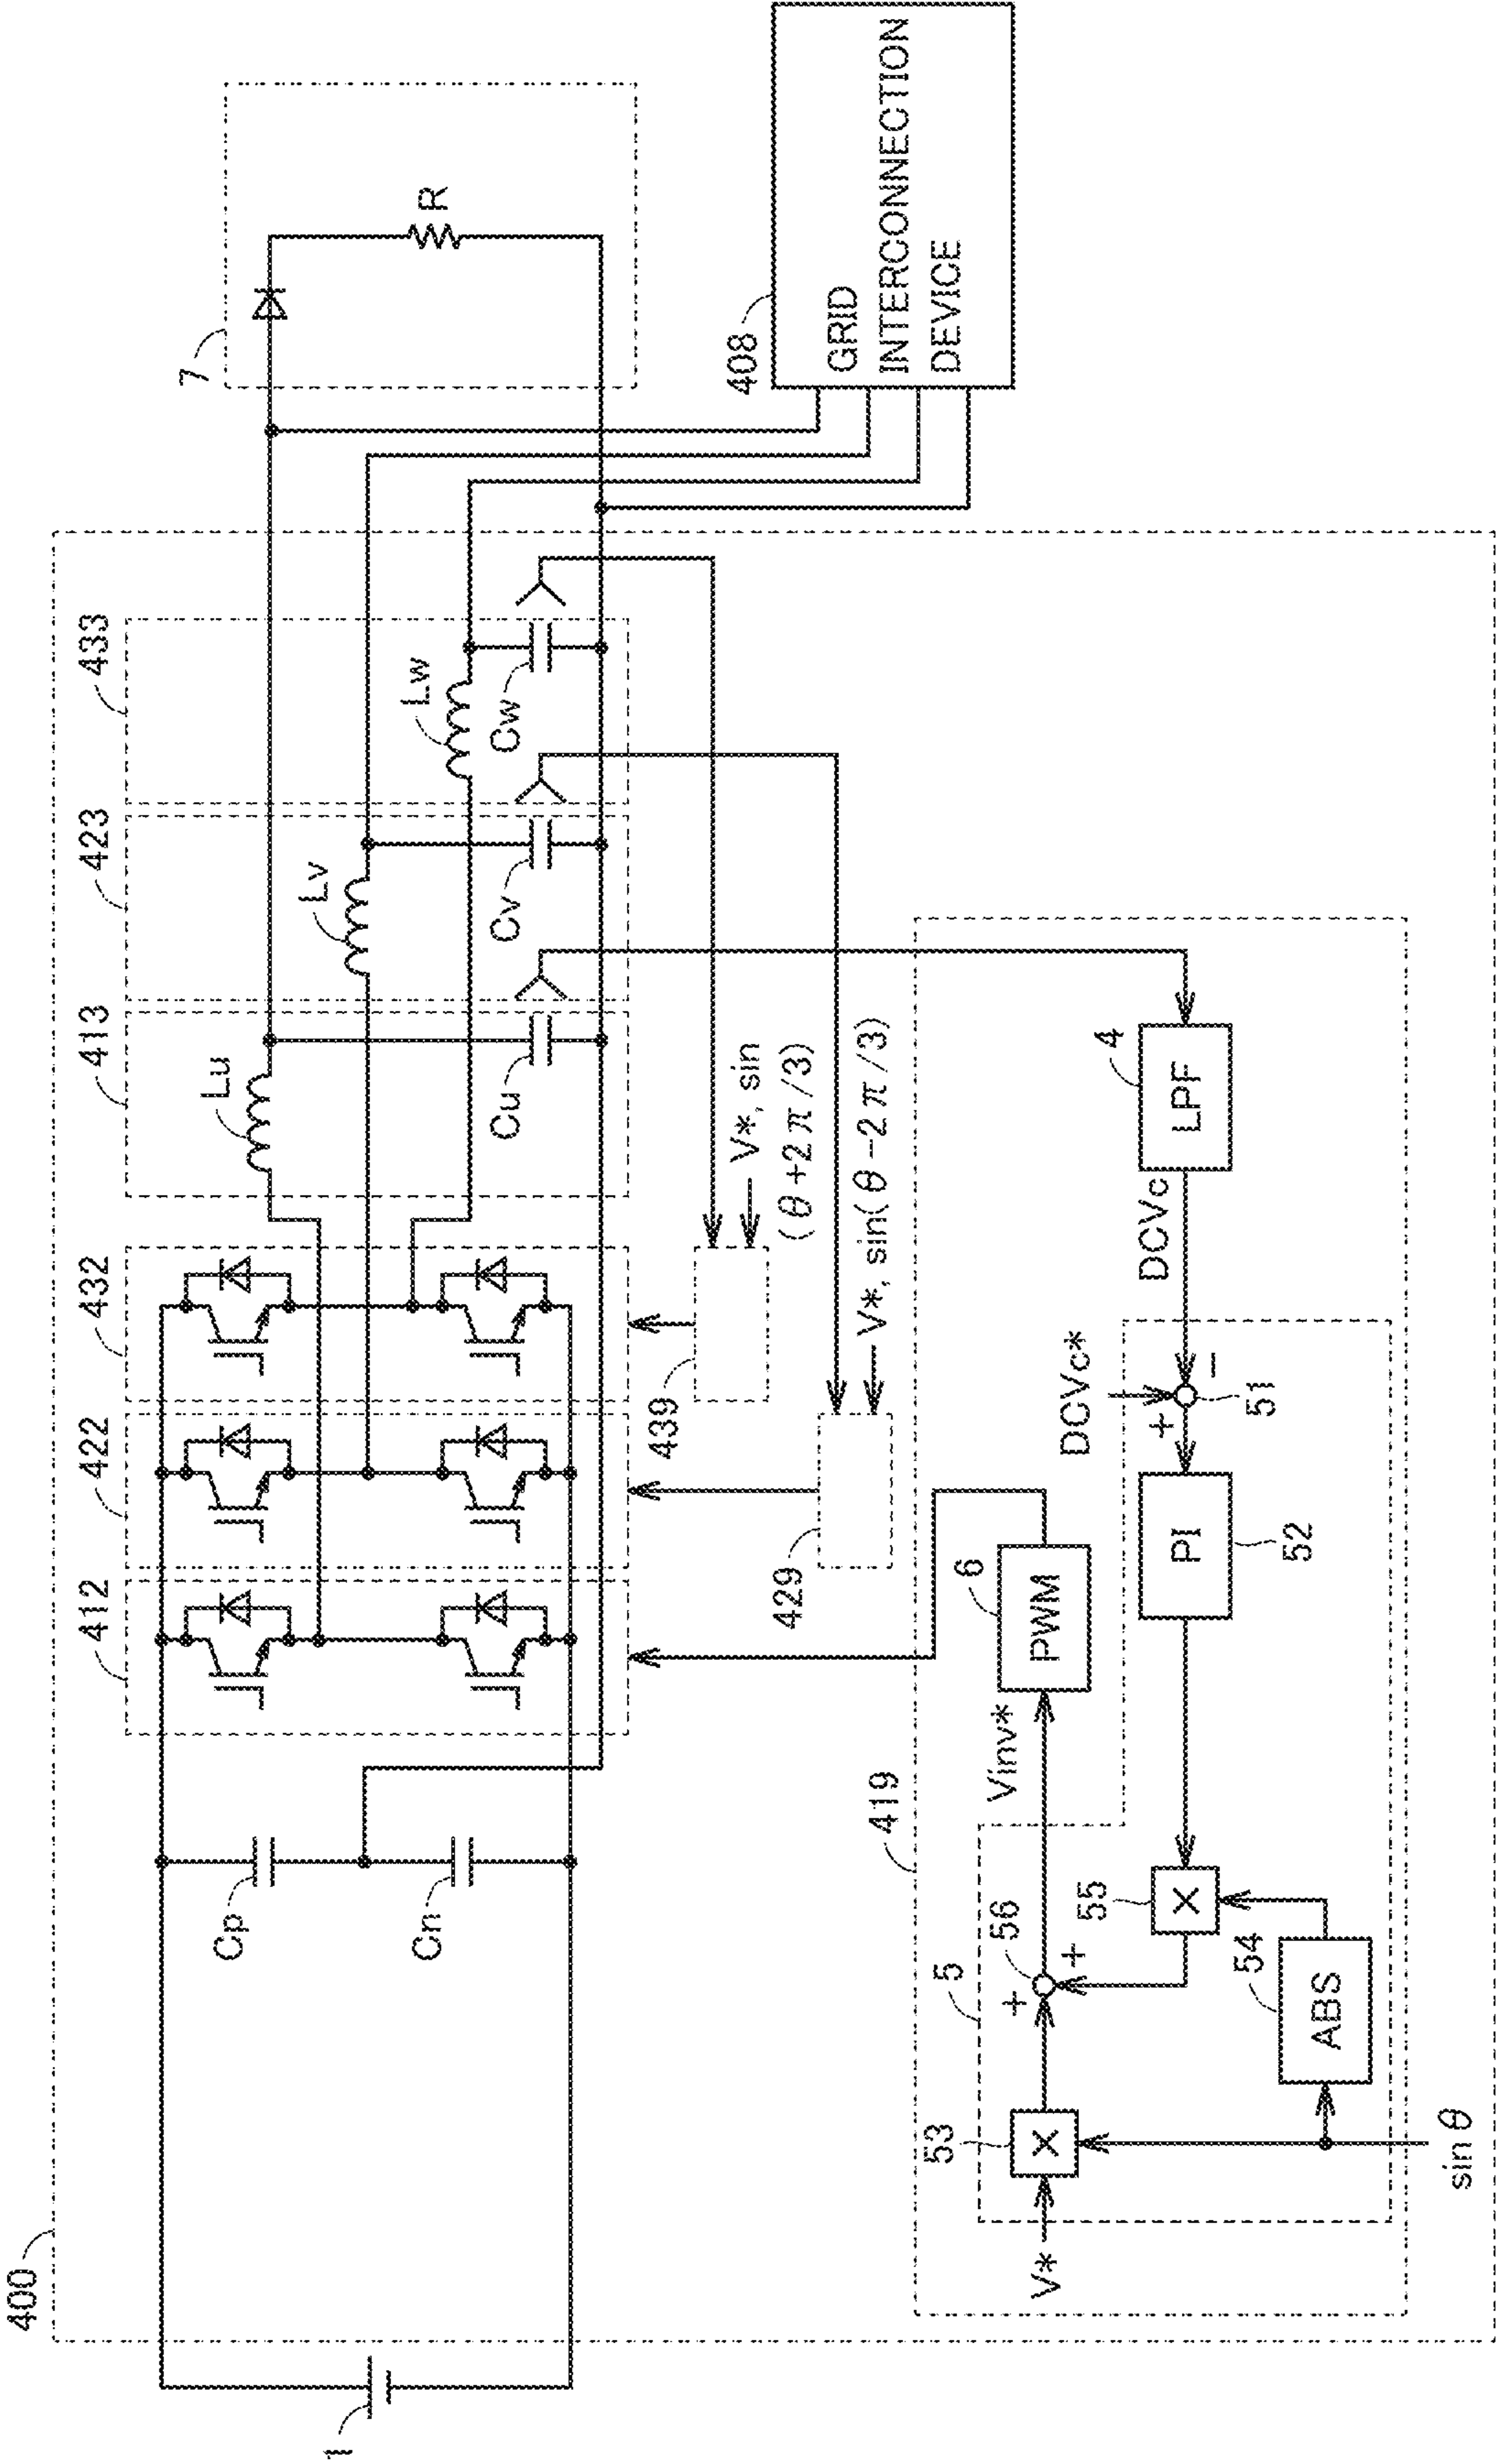 400
1
Cp
Cn
412
422
432
413
423
433
Lu
Lv
Lw
Cu
Cv
Cw
7
R
408
GRID
INTERCONNECTION
DEVICE
439
V*, sin
(θ+2π/3)
429
V*, sin(θ-2π/3)
419
5
V*
53
×
+
56
+
Vinv*
6
PWM
55
×
54
ABS
sin θ
PI
52
DCVc*
+
−
51
DCVc
4
LPF